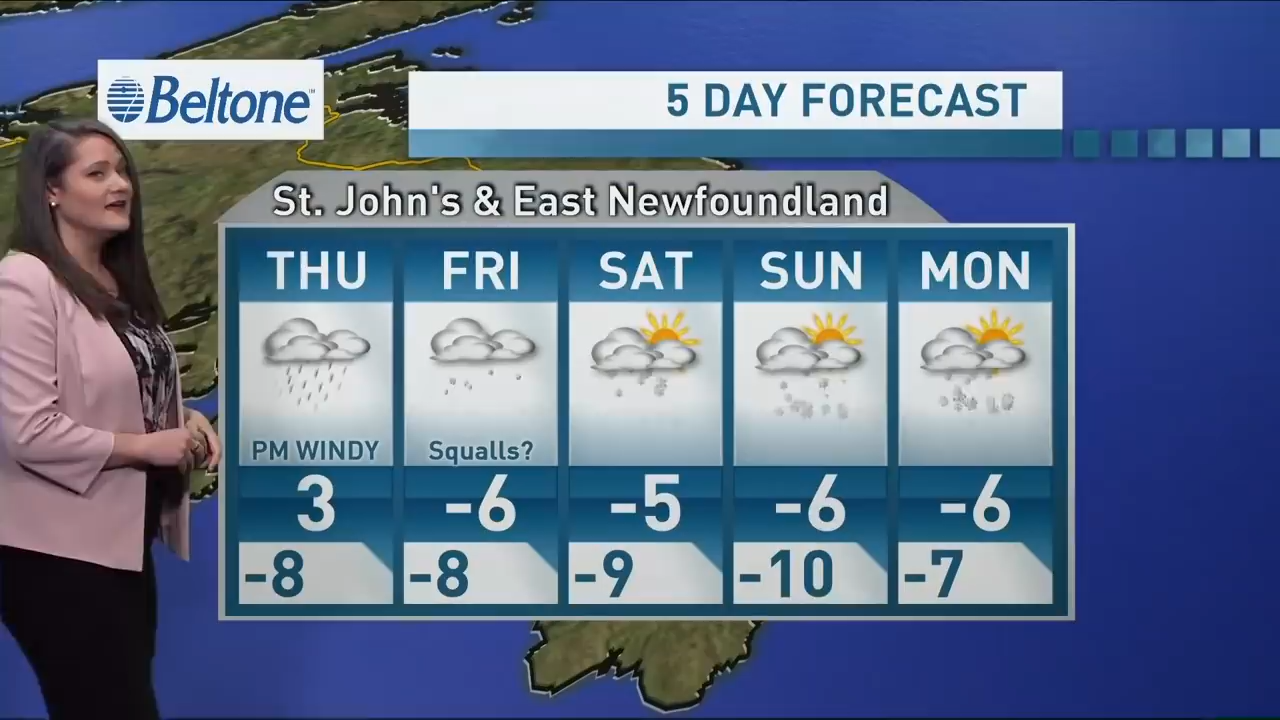 Beltone™
5 DAY FORECAST
St. John's & East Newfoundland
THU FRI SAT SUN MON
PM WINDY Squalls?
3 -6 -5 -6 -6
-8 -8 -9 -10 -7